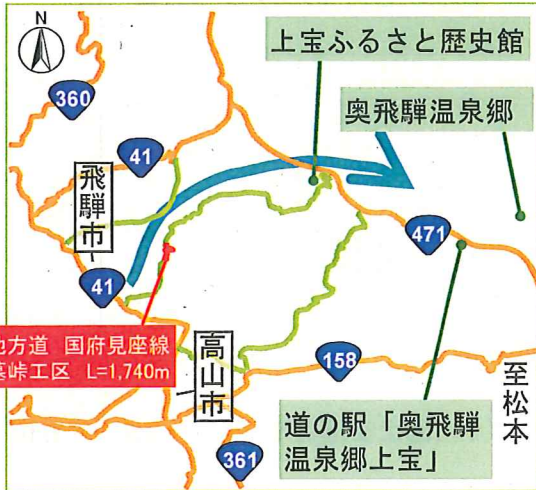 N
上宝ふるさと歴史館
360
奥飛騨温泉郷
41
飛騨市
471
41
地方道 国府見座線
峠工区 L=1,740m
高山市
158
至松本
道の駅「奥飛騨
温泉郷上宝」
361